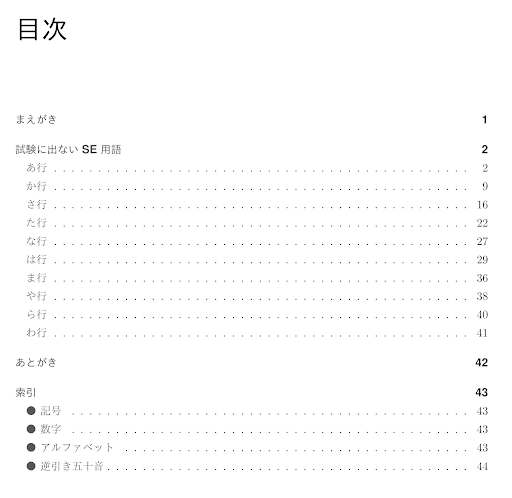 目次
まえがき 1
試験に出ない SE 用語 2
あ行 . . . . . . . . . . . . . . . . . . . . . . . . . . . . . . . . . . . . . . . . . . 2
か行 . . . . . . . . . . . . . . . . . . . . . . . . . . . . . . . . . . . . . . . . . . 9
さ行 . . . . . . . . . . . . . . . . . . . . . . . . . . . . . . . . . . . . . . . . . . 16
た行 . . . . . . . . . . . . . . . . . . . . . . . . . . . . . . . . . . . . . . . . . . 22
な行 . . . . . . . . . . . . . . . . . . . . . . . . . . . . . . . . . . . . . . . . . . 27
は行 . . . . . . . . . . . . . . . . . . . . . . . . . . . . . . . . . . . . . . . . . . 29
ま行 . . . . . . . . . . . . . . . . . . . . . . . . . . . . . . . . . . . . . . . . . . 36
や行 . . . . . . . . . . . . . . . . . . . . . . . . . . . . . . . . . . . . . . . . . . 38
ら行 . . . . . . . . . . . . . . . . . . . . . . . . . . . . . . . . . . . . . . . . . . 40
わ行 . . . . . . . . . . . . . . . . . . . . . . . . . . . . . . . . . . . . . . . . . . 41
あとがき 42
索引 43
● 記号 . . . . . . . . . . . . . . . . . . . . . . . . . . . . . . . . . . . . . . . . 43
● 数字 . . . . . . . . . . . . . . . . . . . . . . . . . . . . . . . . . . . . . . . . 43
● アルファベット . . . . . . . . . . . . . . . . . . . . . . . . . . . . . . . . . . . 43
● 逆引き五十音 . . . . . . . . . . . . . . . . . . . . . . . . . . . . . . . . . . . . . 44